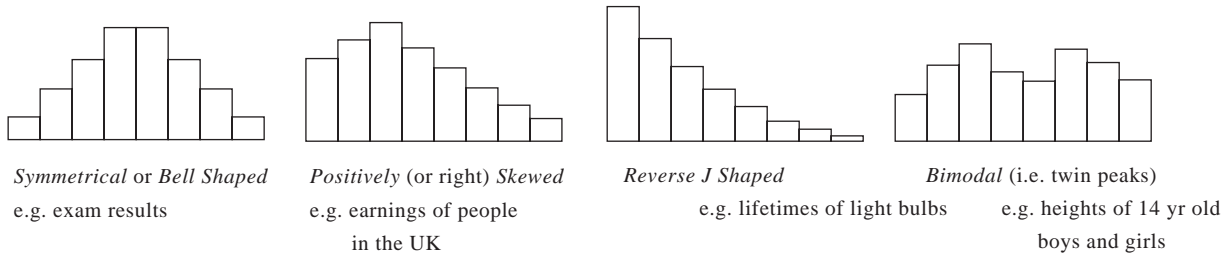 Symmetrical or Bell Shaped
e.g. exam results
Positively (or right) Skewed
e.g. earnings of people
in the UK
Reverse J Shaped
e.g. lifetimes of light bulbs
Bimodal (i.e. twin peaks)
e.g. heights of 14 yr old
boys and girls